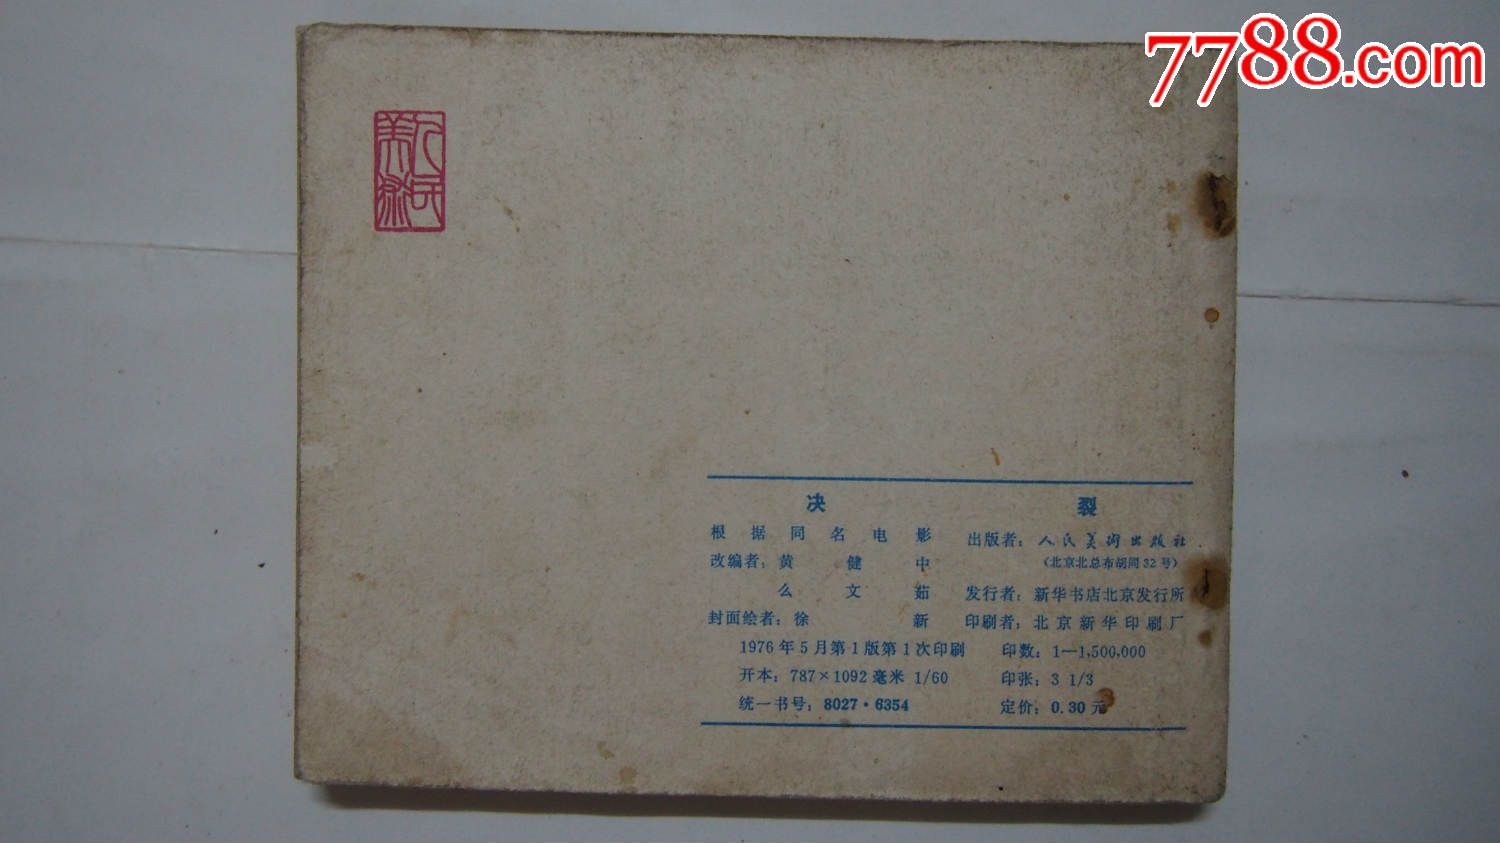 7788.com
人民
美术
决 裂
根据同名电影
改编者：黄健中
么文茹
封面绘者：徐新
出版者：人民美术出版社
（北京北总布胡同32号）
发行者：新华书店北京发行所
印刷者：北京新华印刷厂
1976年5月第1版第1次印刷
印数：1—1,500,000
开本：787×1092毫米 1/60
印张：3 1/3
统一书号：8027·6354
定价：0.30元